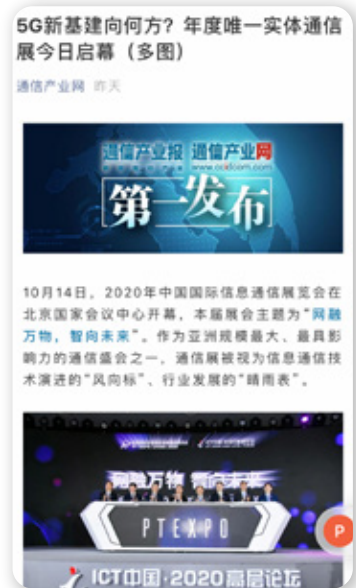 5G新基建向何方？年度唯一实体通信
展今日启幕（多图）
通信产业网 昨天
通信产业报 通信产业网
www.ccidcom.com
第一发布
10月14日，2020年中国国际信息通信展览会在
北京国家会议中心开幕，本届展会主题为“网融
万物，智向未来”。作为亚洲规模最大、最具影
响力的通信盛会之一，通信展被视为信息通信技
术演进的“风向标”、行业发展的“晴雨表”。
网融万物 智向未来
PTEXPO
P
ICT中国·2020高层论坛